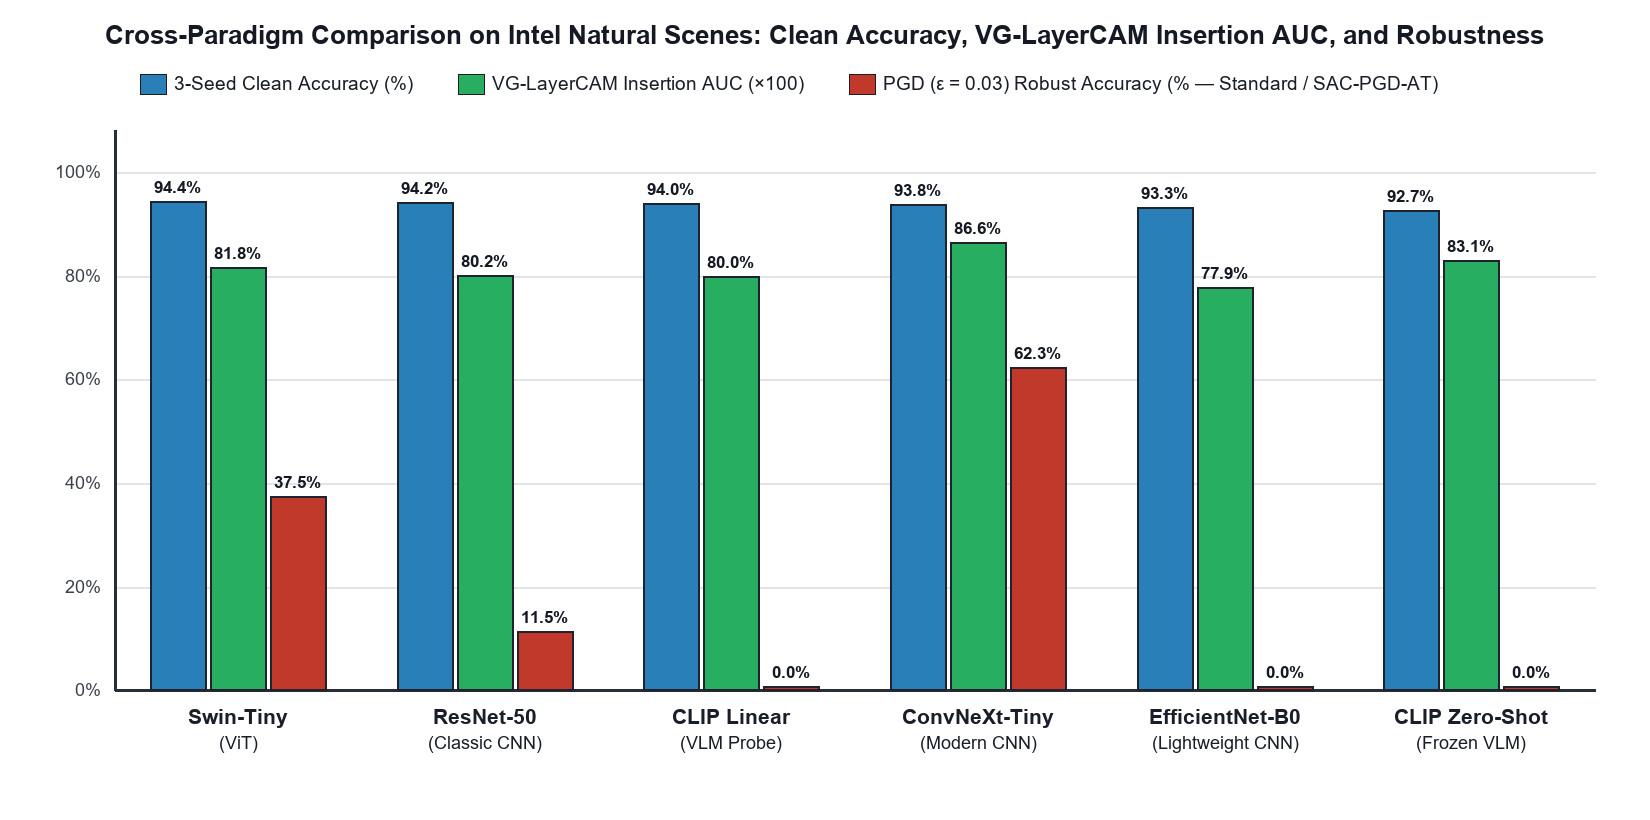 Cross-Paradigm Comparison on Intel Natural Scenes: Clean Accuracy, VG-LayerCAM Insertion AUC, and Robustness
3-Seed Clean Accuracy (%)
VG-LayerCAM Insertion AUC (×100)
PGD (ε = 0.03) Robust Accuracy (% — Standard / SAC-PGD-AT)
100%
80%
60%
40%
20%
0%
94.4%
81.8%
37.5%
94.2%
80.2%
11.5%
94.0%
80.0%
0.0%
93.8%
86.6%
62.3%
93.3%
77.9%
0.0%
92.7%
83.1%
0.0%
Swin-Tiny
(ViT)
ResNet-50
(Classic CNN)
CLIP Linear
(VLM Probe)
ConvNeXt-Tiny
(Modern CNN)
EfficientNet-B0
(Lightweight CNN)
CLIP Zero-Shot
(Frozen VLM)